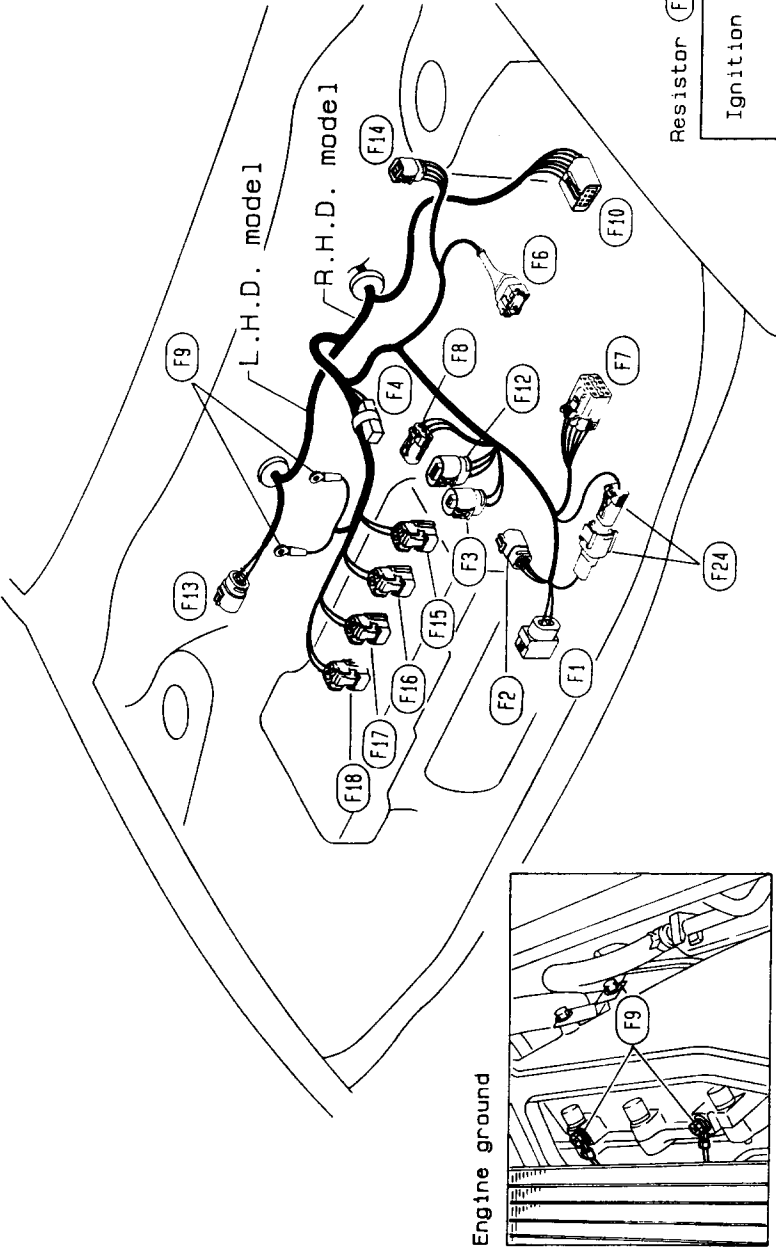 L.H.D. model
R.H.D. model
F9
F14
F13
F4
F8
F6
F10
F12
F7
F3
F15
F16
F2
F17
F18
F1
F24
Resistor F
Ignition
Engine ground
F9